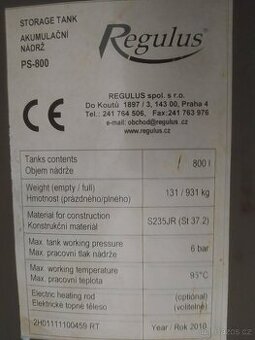 STORAGE TANK
AKUMULAČNÍ
NÁDRŽ
PS-800
Regulus
CE
REGULUS spol. s r.o.
Do Koutů 1897 / 3, 143 00, Praha 4
Tel.: 241 764 506, Fax: 241 763 976
e-mail: obchod@regulus.cz
www.regulus.cz
Tanks contents
Objem nádrže
800 l
Weight (empty / full)
Hmotnost (prázdného/plného)
131 / 931 kg
Material for construction
Konstrukční materiál
S235JR (St 37.2)
Max. tank working pressure
Max. pracovní tlak nádrže
6 bar
Max. working temperature
Max. pracovní teplota
95°C
Electric heating rod
Elektrické topné těleso
(optional)
(volitelné)
2H01111100459 RT
Year / Rok 2010